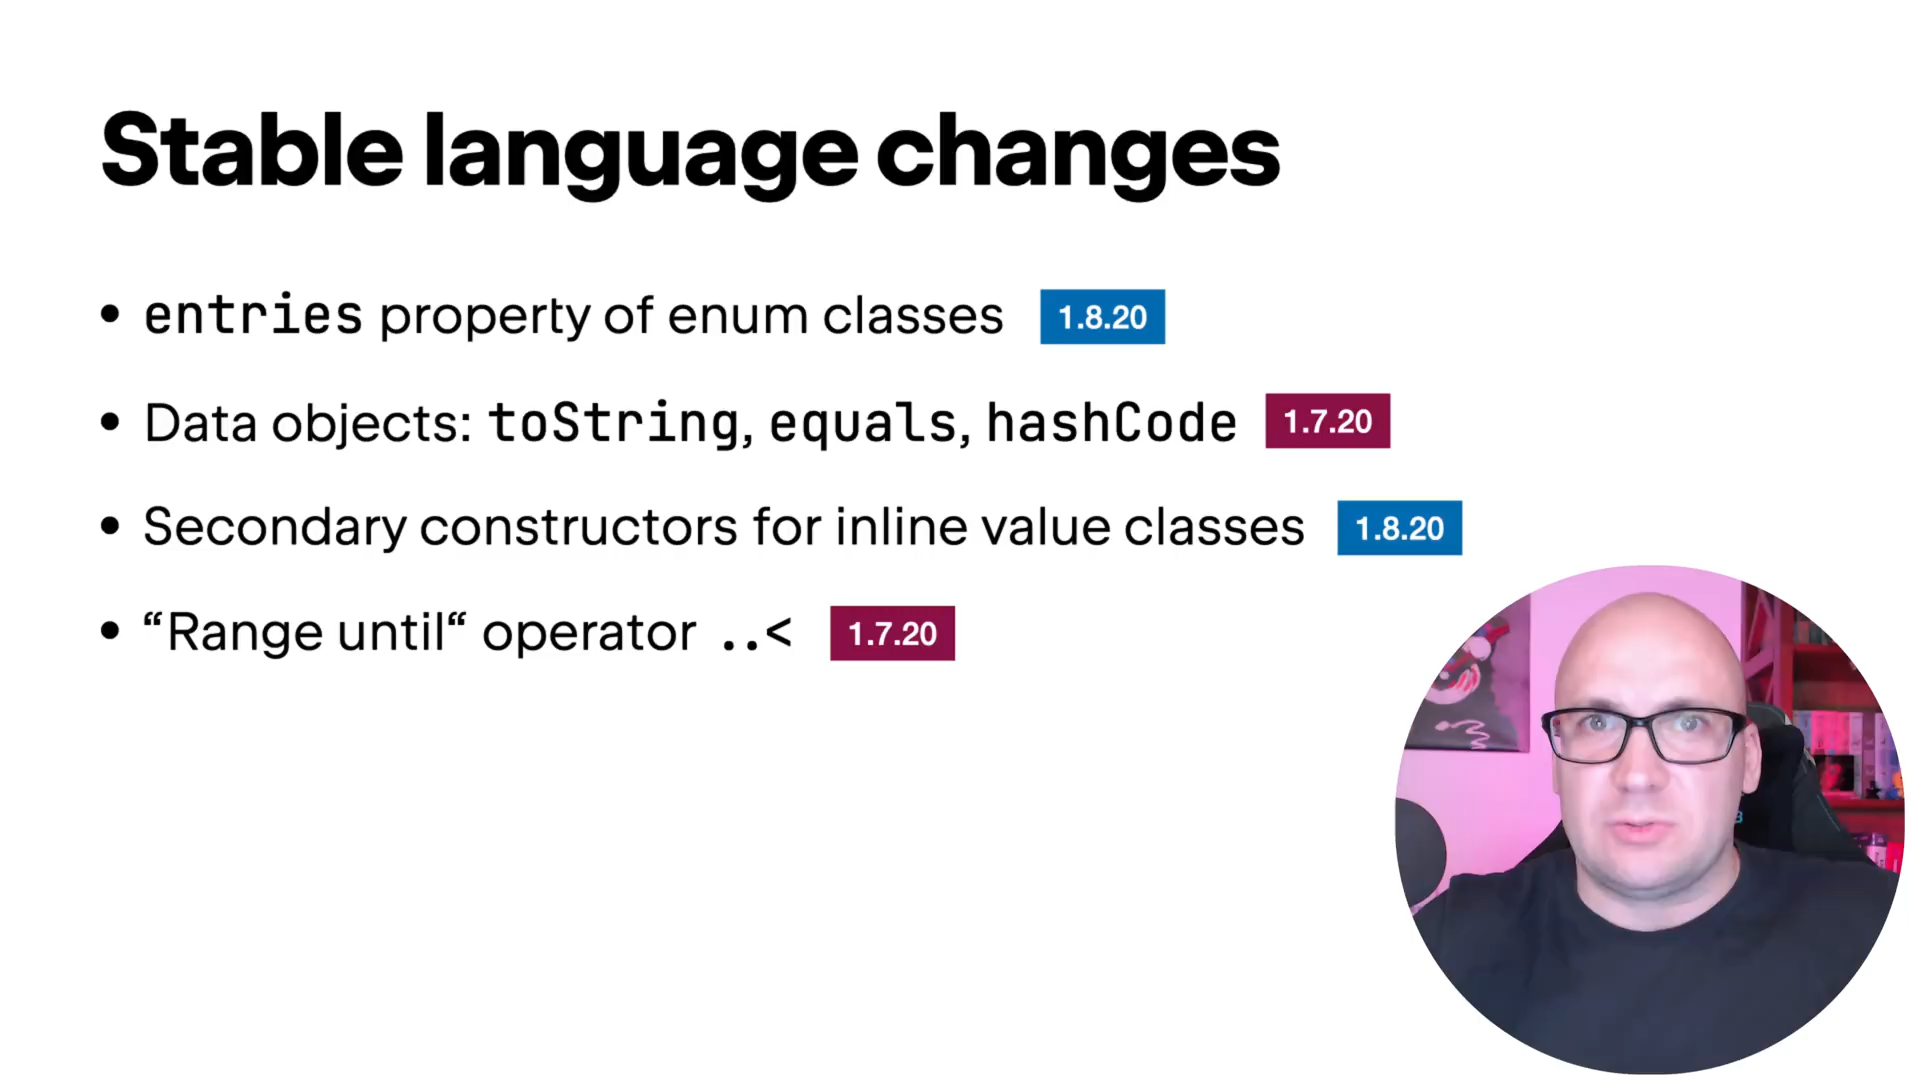 Stable language changes
• entries property of enum classes 1.8.20
• Data objects: toString, equals, hashCode 1.7.20
• Secondary constructors for inline value classes 1.8.20
• “Range until“ operator ..< 1.7.20